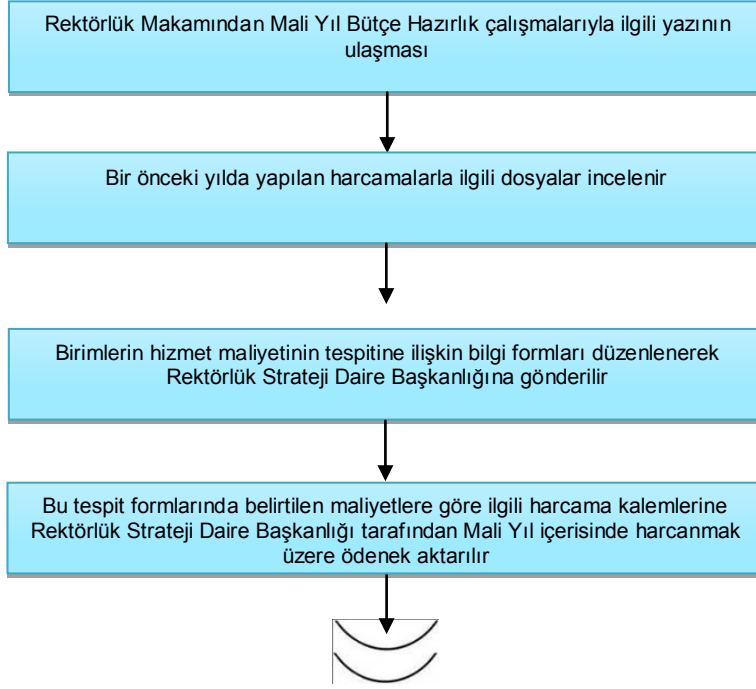 Rektörlük Makamından Mali Yıl Bütçe Hazırlık çalışmalarıyla ilgili yazının
ulaşması
Bir önceki yılda yapılan harcamalarla ilgili dosyalar incelenir
Birimlerin hizmet maliyetinin tespitine ilişkin bilgi formları düzenlenerek
Rektörlük Strateji Daire Başkanlığına gönderilir
Bu tespit formlarında belirtilen maliyetlere göre ilgili harcama kalemlerine
Rektörlük Strateji Daire Başkanlığı tarafından Mali Yıl içerisinde harcanmak
üzere ödenek aktarılır